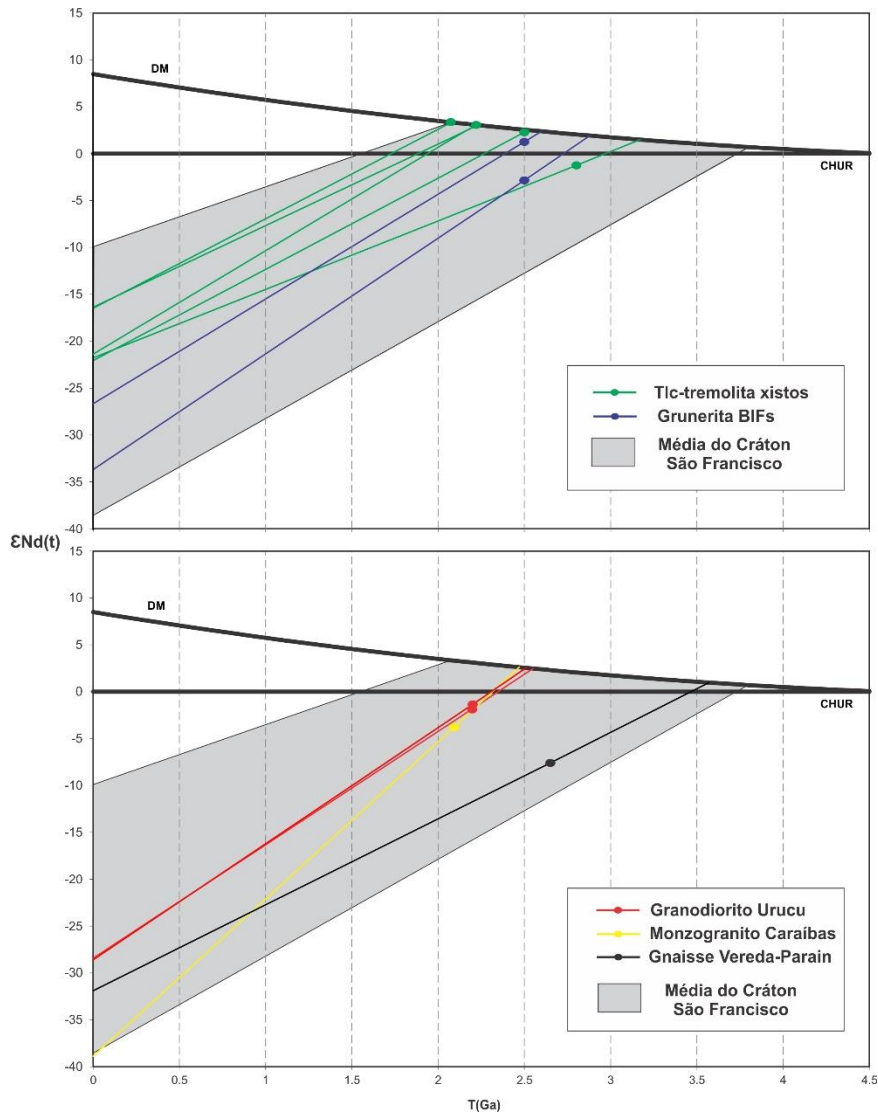 15
10
DM
5
0
CHUR
-5
-10
-15
-20
-25
-30
-35
-40
Tlc-tremolita xistos
Grunerita BIFs
Média do Cráton
São Francisco
ƐNd(t)
15
10
DM
5
0
CHUR
-5
-10
-15
-20
-25
-30
-35
-40
Granodiorito Urucu
Monzogranito Caraíbas
Gnaisse Vereda-Parain
Média do Cráton
São Francisco
0 0.5 1 1.5 2 2.5 3 3.5 4 4.5
T(Ga)